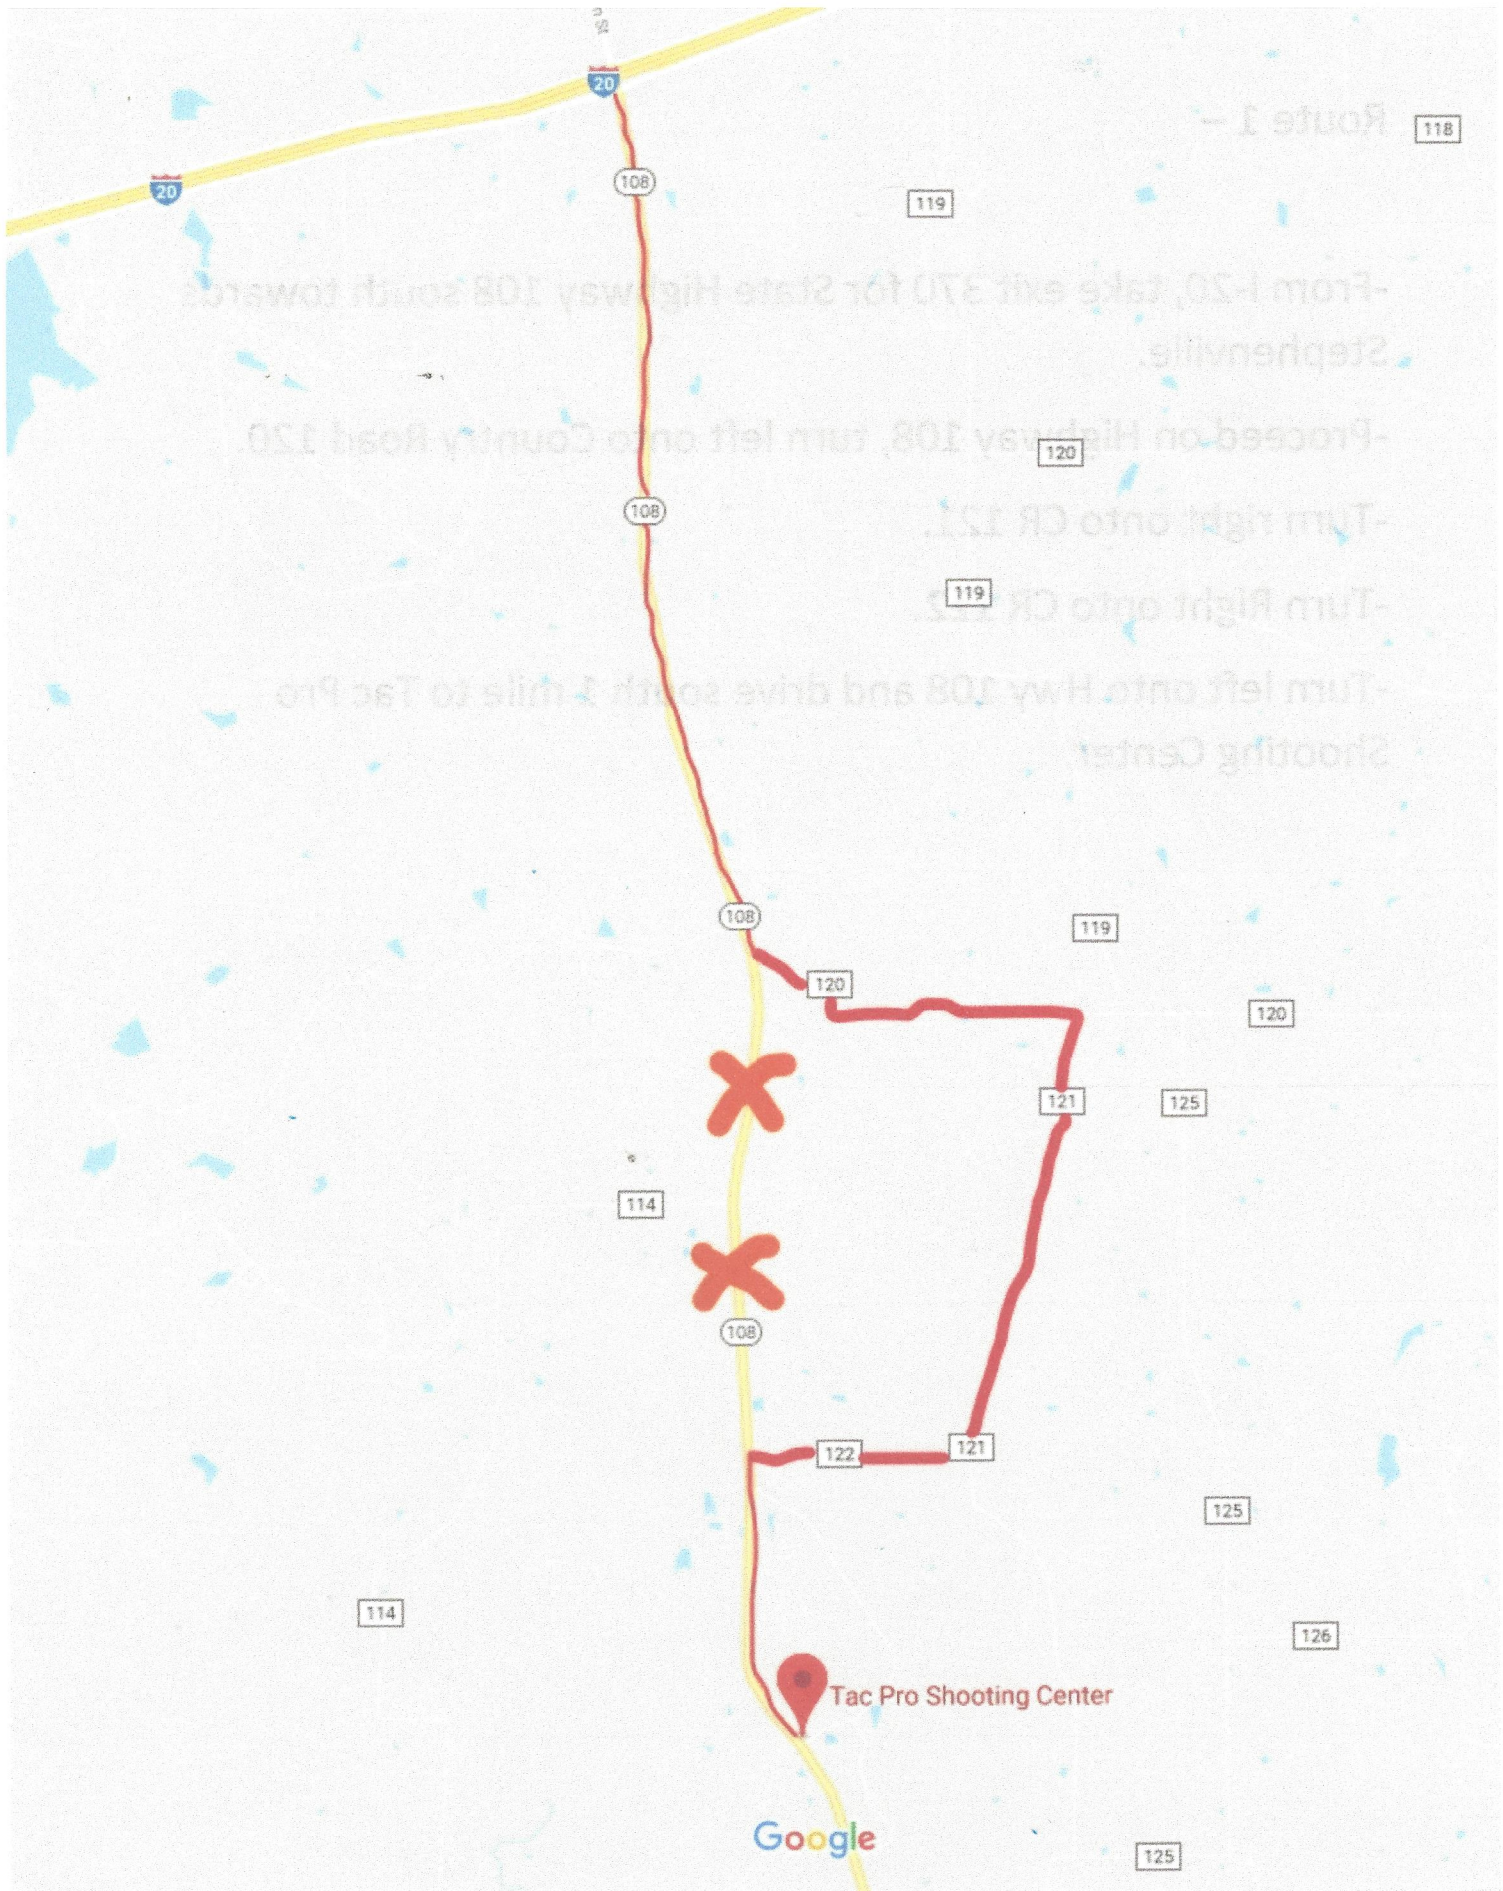 20
Route 1 –
118
108
20
119
-From I-20, take exit 370 for State Highway 108 south towards
Stephenville.
-Proceed on Highway 108, turn left onto Country Road 120.
120
108
-Turn right onto CR 121.
119
-Turn Right onto CR 122.
-Turn left onto Hwy 108 and drive south 1 mile to Tac Pro
Shooting Center
108
119
120
120
121
125
114
108
122
121
125
114
126
Tac Pro Shooting Center
Google
125